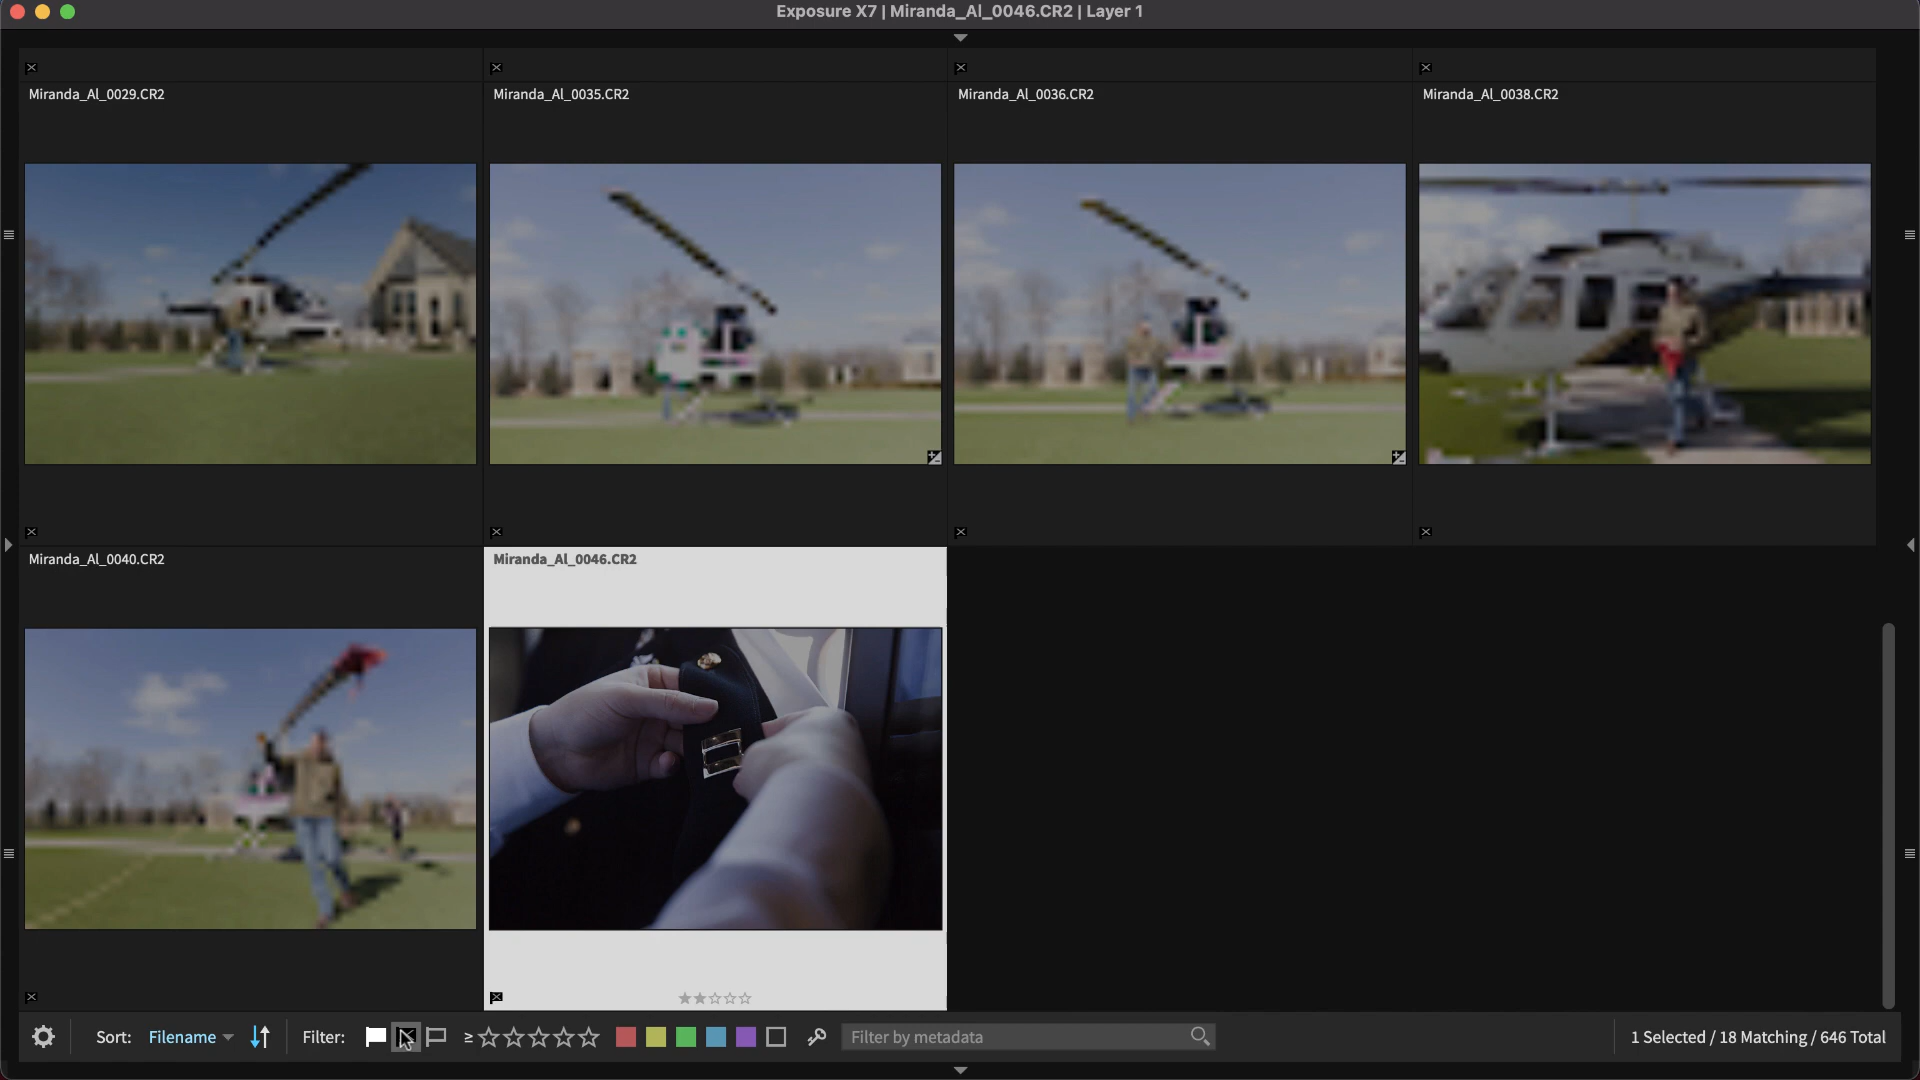 Exposure X7 | Miranda_Al_0046.CR2 | Layer 1
Miranda_Al_0029.CR2
Miranda_Al_0035.CR2
Miranda_Al_0036.CR2
Miranda_Al_0038.CR2
Miranda_Al_0040.CR2
Miranda_Al_0046.CR2
Sort: Filename Filter: ≥ Filter by metadata 1 Selected / 18 Matching / 646 Total